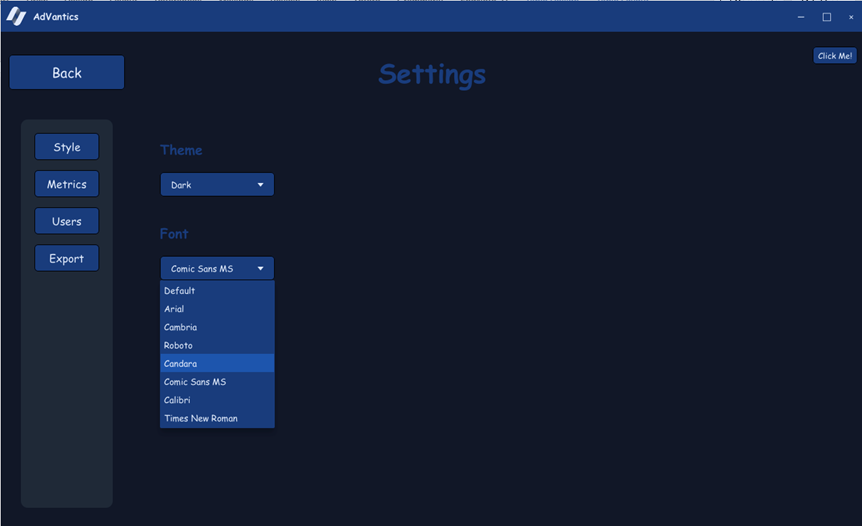 AdVantics
Back
Settings
Click Me!
Style
Metrics
Users
Export
Theme
Dark
Font
Comic Sans MS
Default
Arial
Cambria
Roboto
Candara
Comic Sans MS
Calibri
Times New Roman